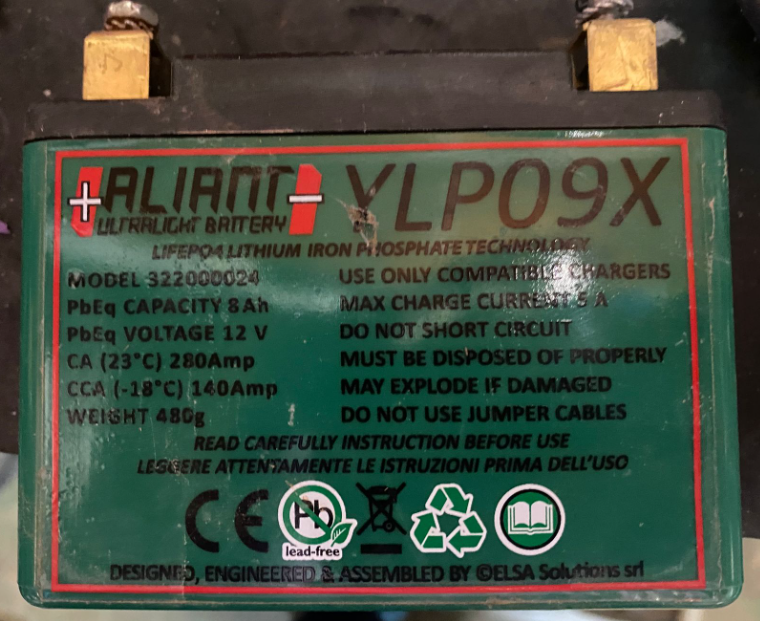 +ALIANT- YLP09X
ULTRALIGHT BATTERY
LIFEPO4 LITHIUM IRON PHOSPHATE TECHNOLOGY
MODEL 322000024 USE ONLY COMPATIBLE CHARGERS
PbEq CAPACITY 8Ah MAX CHARGE CURRENT 5 A
PbEq VOLTAGE 12 V DO NOT SHORT CIRCUIT
CA (23°C) 280Amp MUST BE DISPOSED OF PROPERLY
CCA (-18°C) 140Amp MAY EXPLODE IF DAMAGED
WEIGHT 480g DO NOT USE JUMPER CABLES
READ CAREFULLY INSTRUCTION BEFORE USE
LEGGERE ATTENTAMENTE LE ISTRUZIONI PRIMA DELL'USO
CE Pb
lead-free
DESIGNED, ENGINEERED & ASSEMBLED BY ©ELSA Solutions srl